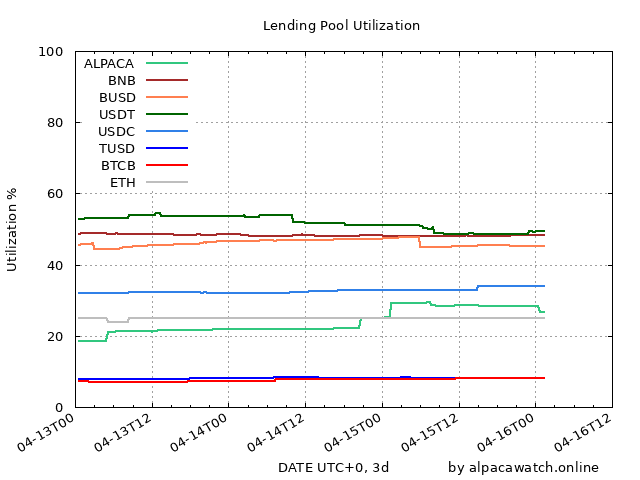 Lending Pool Utilization
100
80
60
40
20
0
Utilization %
ALPACA
BNB
BUSD
USDT
USDC
TUSD
BTCB
ETH
04-13T00
04-13T12
04-14T00
04-14T12
04-15T00
04-15T12
04-16T00
04-16T12
DATE UTC+0, 3d
by alpacawatch.online